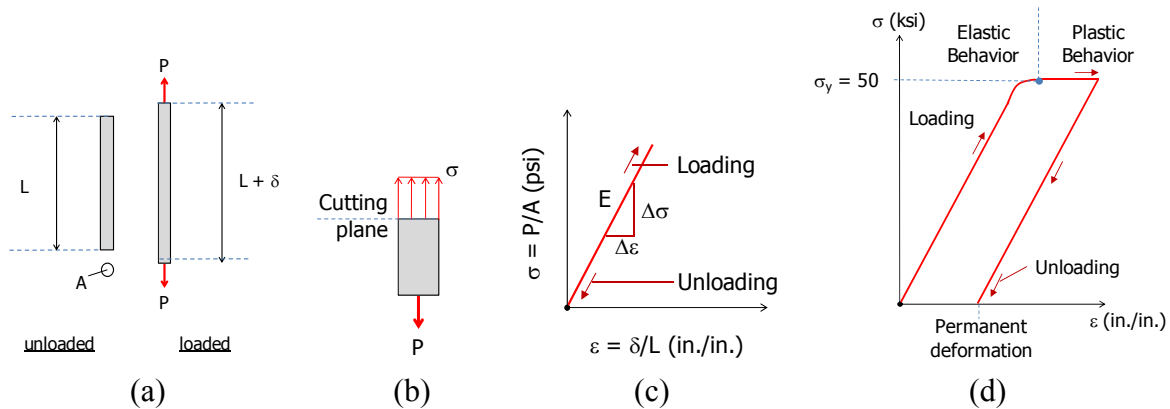 P
L
L + δ
A
P
unloaded
loaded
(a)
σ
Cutting
plane
P
(b)
σ = P/A (psi)
E
Loading
Δσ
Δε
Unloading
ε = δ/L (in./in.)
(c)
σ (ksi)
Elastic
Behavior
Plastic
Behavior
σy = 50
Loading
Unloading
ε (in./in.)
Permanent
deformation
(d)